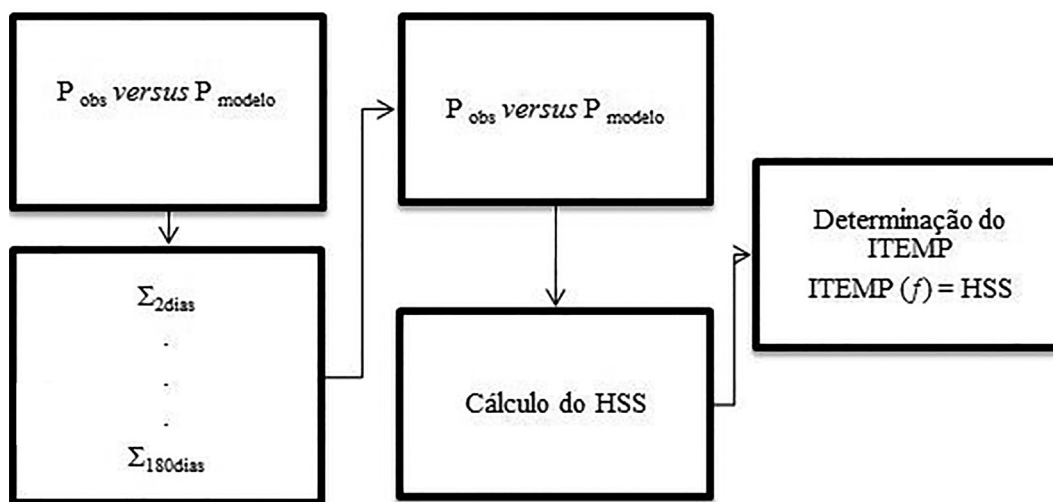 P obs versus P modelo
Σ2dias
.
.
.
Σ180dias
P obs versus P modelo
Cálculo do HSS
Determinação do
ITEMP
ITEMP (f) = HSS